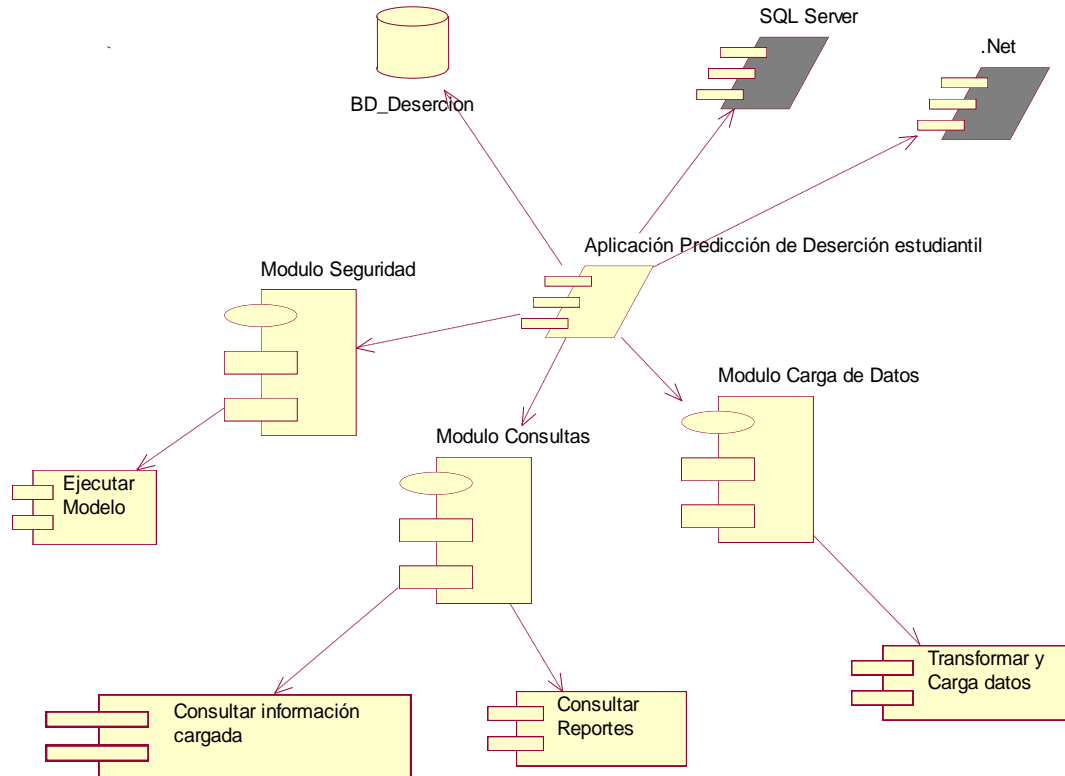 SQL Server
.Net
BD_Desercion
Aplicación Predicción de Deserción estudiantil
Modulo Seguridad
Modulo Carga de Datos
Modulo Consultas
Ejecutar
Modelo
Transformar y
Carga datos
Consultar información
cargada
Consultar
Reportes